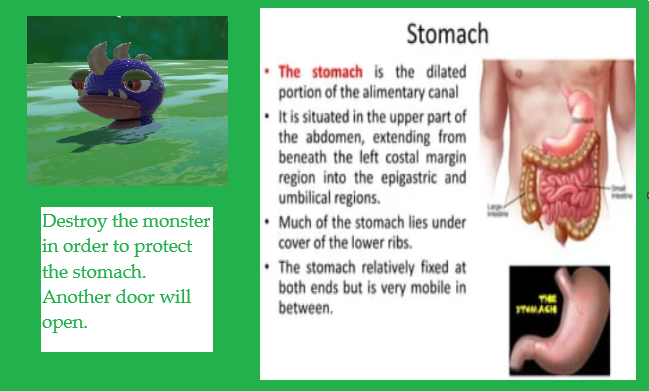 Destroy the monster
in order to protect
the stomach.
Another door will
open.
Stomach
• The stomach is the dilated
portion of the alimentary canal
• It is situated in the upper part of
the abdomen, extending from
beneath the left costal margin
region into the epigastric and
umbilical regions.
• Much of the stomach lies under
cover of the lower ribs.
• The stomach relatively fixed at
both ends but is very mobile in
between.
Stomach
Small
Intestine
Large
Intestine
THE
STOMACH